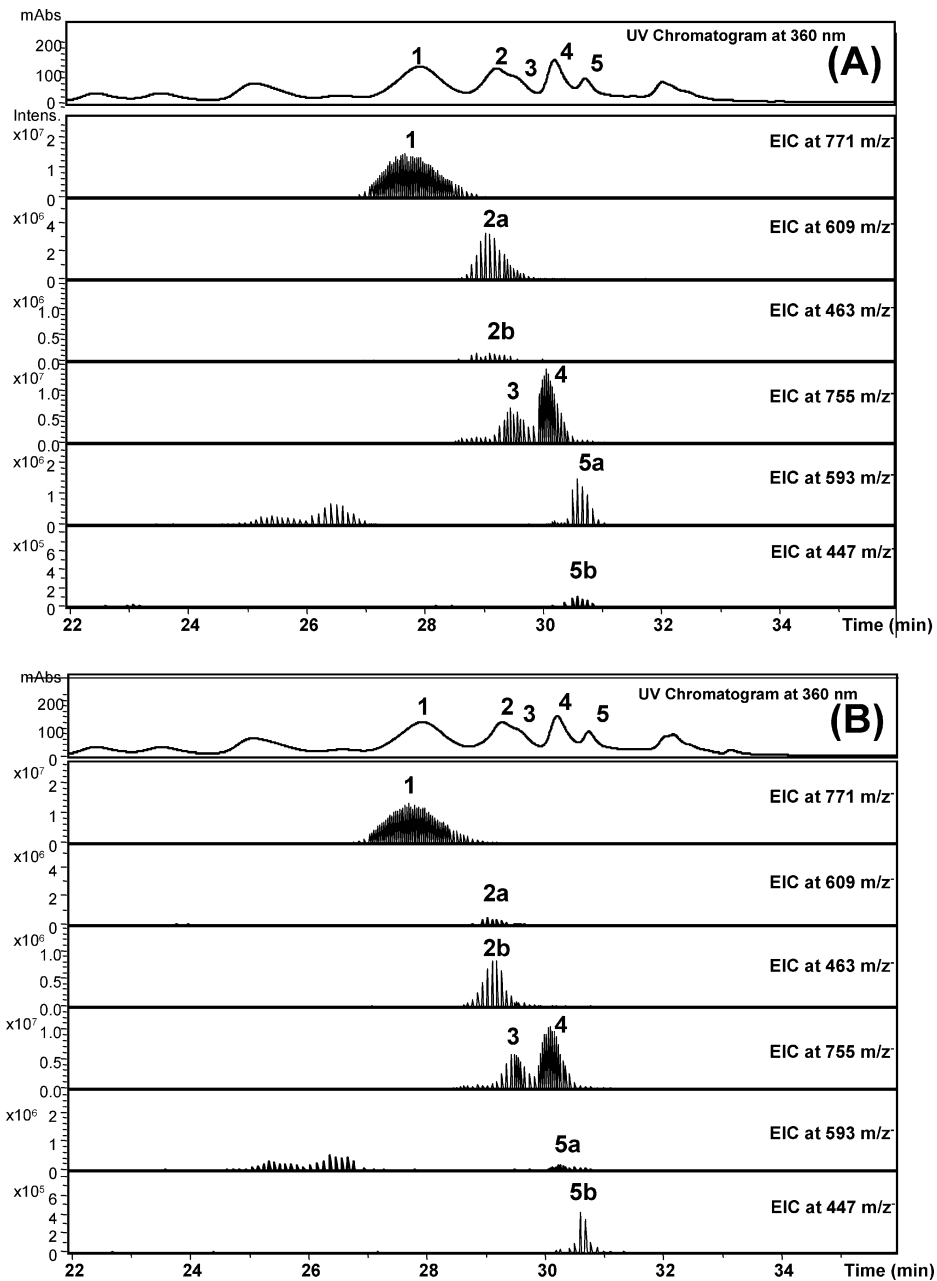 mAbs
UV Chromatogram at 360 nm
(A)
200
100
0
1
2
3
4
5
Intens.
x10⁷
2
1
0
1
EIC at 771 m/z⁻
x10⁶
4
2
0
2a
EIC at 609 m/z⁻
x10⁶
1.0
0.5
0.0
2b
EIC at 463 m/z⁻
x10⁷
1.0
0.5
0.0
3
4
EIC at 755 m/z⁻
x10⁶
2
1
0
5a
EIC at 593 m/z⁻
x10⁵
6
4
2
0
5b
EIC at 447 m/z⁻
22 24 26 28 30 32 34 Time (min)
mAbs
UV Chromatogram at 360 nm
(B)
200
100
0
1
2
3
4
5
x10⁷
2
1
0
1
EIC at 771 m/z⁻
x10⁶
4
2
0
2a
EIC at 609 m/z⁻
x10⁶
1.0
0.5
0.0
2b
EIC at 463 m/z⁻
x10⁷
1.0
0.5
0.0
3
4
EIC at 755 m/z⁻
x10⁶
2
1
0
5a
EIC at 593 m/z⁻
x10⁵
6
4
2
0
5b
EIC at 447 m/z⁻
22 24 26 28 30 32 34 Time (min)